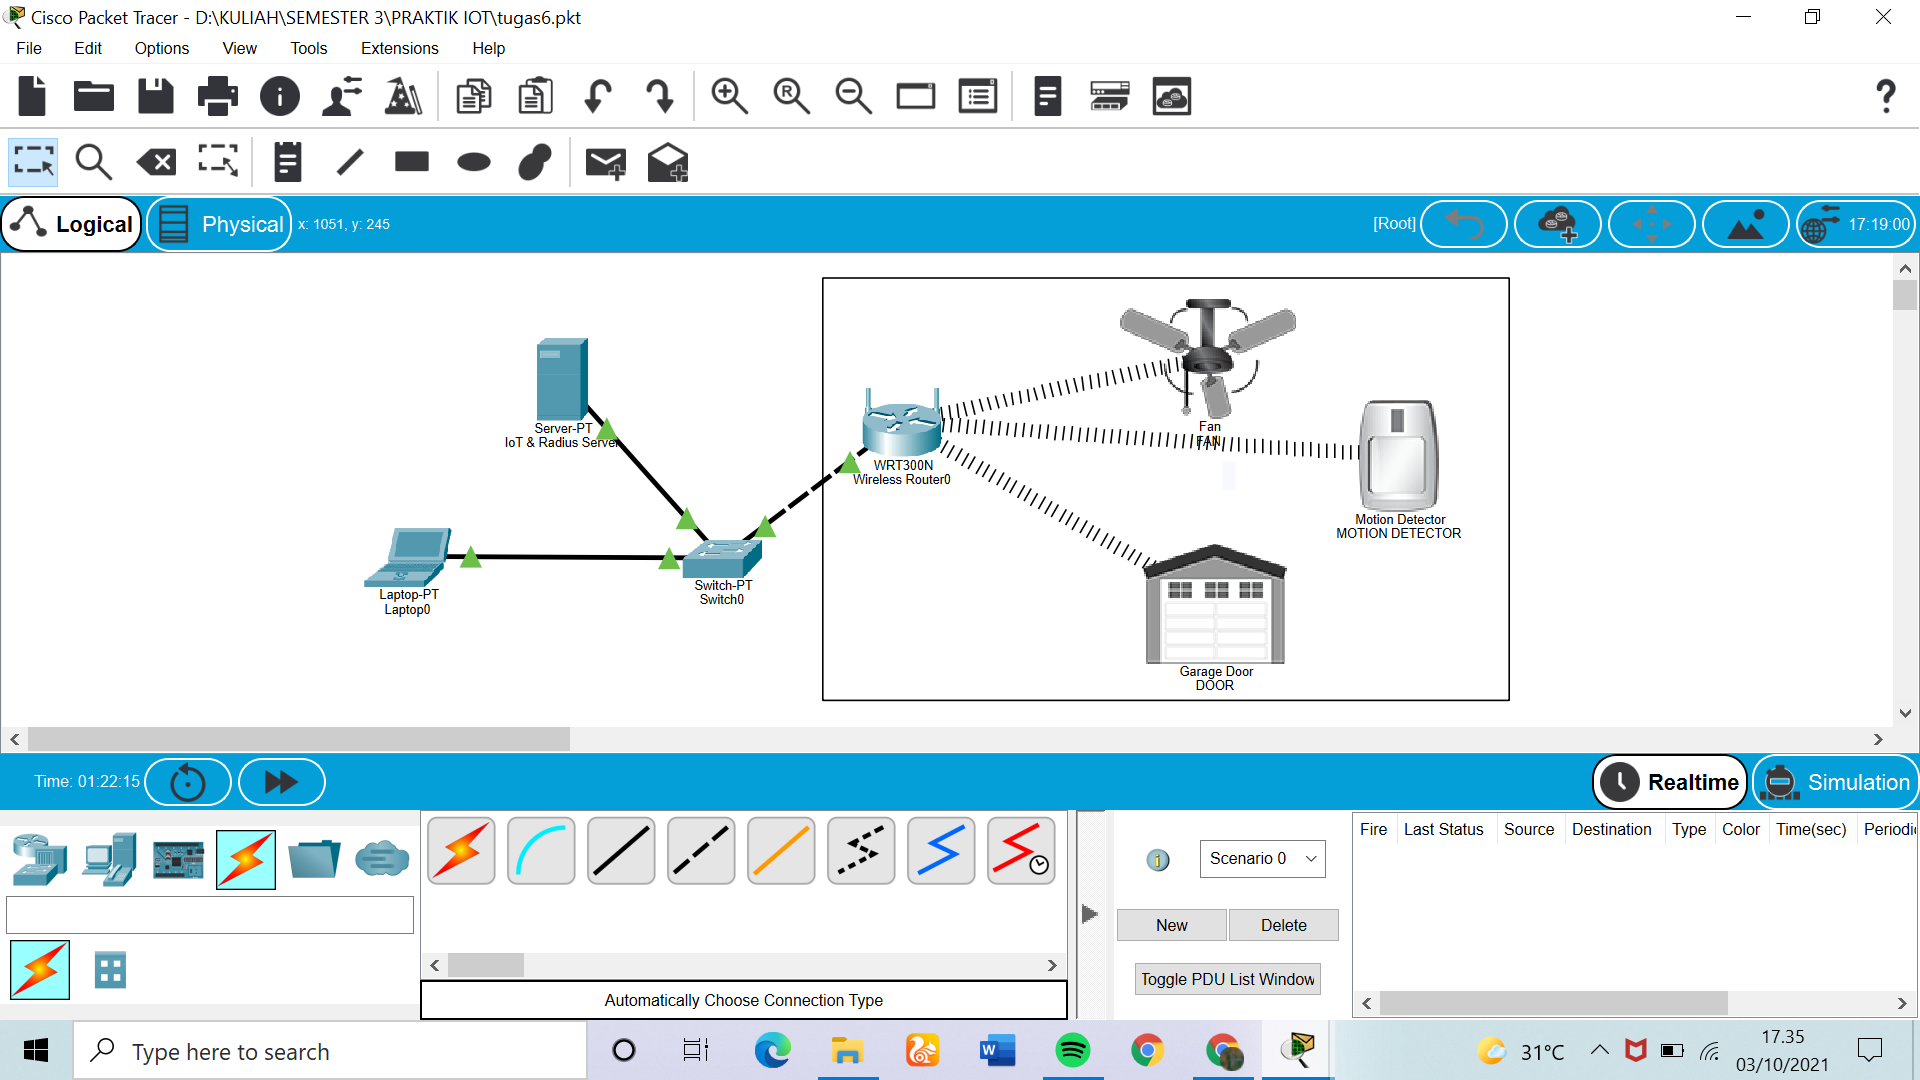 Cisco Packet Tracer - D:\KULIAH\SEMESTER 3\PRAKTIK IOT\tugas6.pkt
File Edit Options View Tools Extensions Help
Logical Physical x: 1051, y: 245 [Root] 17:19:00
Server-PT
IoT & Radius Server
Laptop-PT
Laptop0
Switch-PT
Switch0
WRT300N
Wireless Router0
Fan
FAN
Motion Detector
MOTION DETECTOR
Garage Door
DOOR
Time: 01:22:15 Realtime Simulation
Scenario 0
New Delete
Toggle PDU List Window
Fire Last Status Source Destination Type Color Time(sec) Periodic
Automatically Choose Connection Type
Type here to search
31°C
17.35
03/10/2021